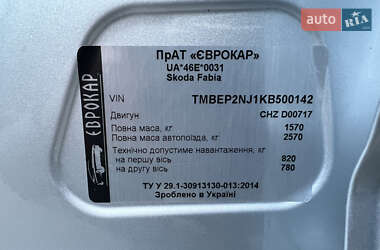 auto RIA
ПрАТ «ЄВРОКАР»
UA*46E*0031
Skoda Fabia
ЄВРОКАР
VIN TMBEP2NJ1KB500142
Двигун CHZ D00717
Повна маса, кг 1570
Повна маса автопоїзда, кг 2570
Технічно допустиме навантаження, кг
на першу вісь 820
на другу вісь 780
ТУ У 29.1-30913130-013:2014
Зроблено в Україні